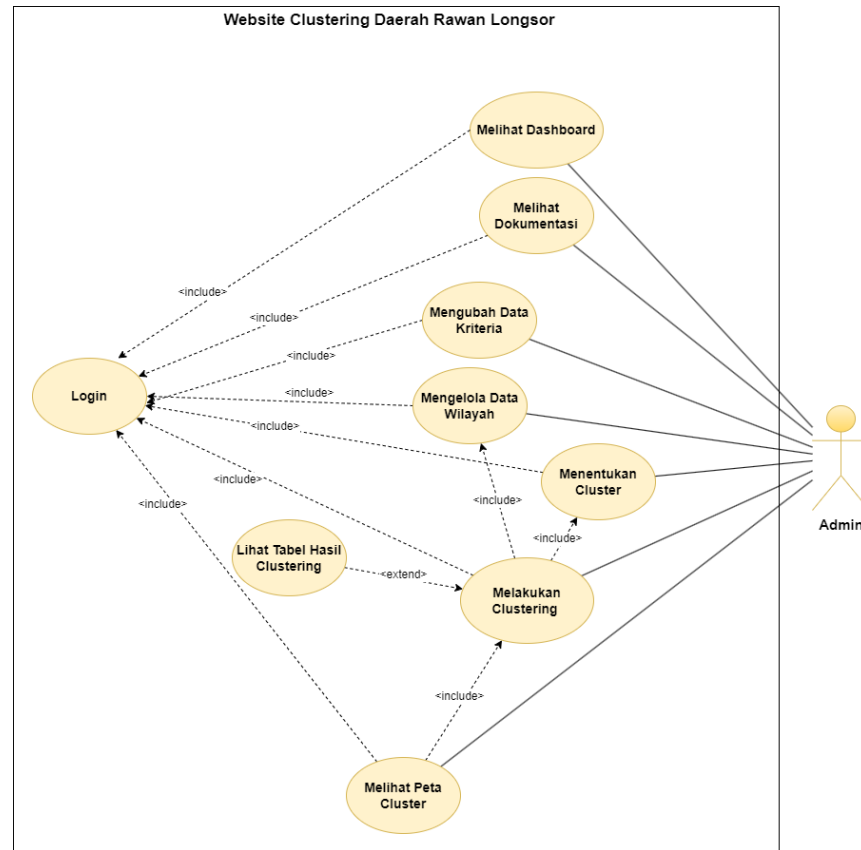 Website Clustering Daerah Rawan Longsor
Melihat Dashboard
Melihat
Dokumentasi
<include>
<include>
Mengubah Data
Kriteria
<include>
Login
<include>
Mengelola Data
Wilayah
<include>
Menentukan
Cluster
<include>
<include>
<include>
Admin
Lihat Tabel Hasil
Clustering
<extend>
Melakukan
Clustering
<include>
Melihat Peta
Cluster